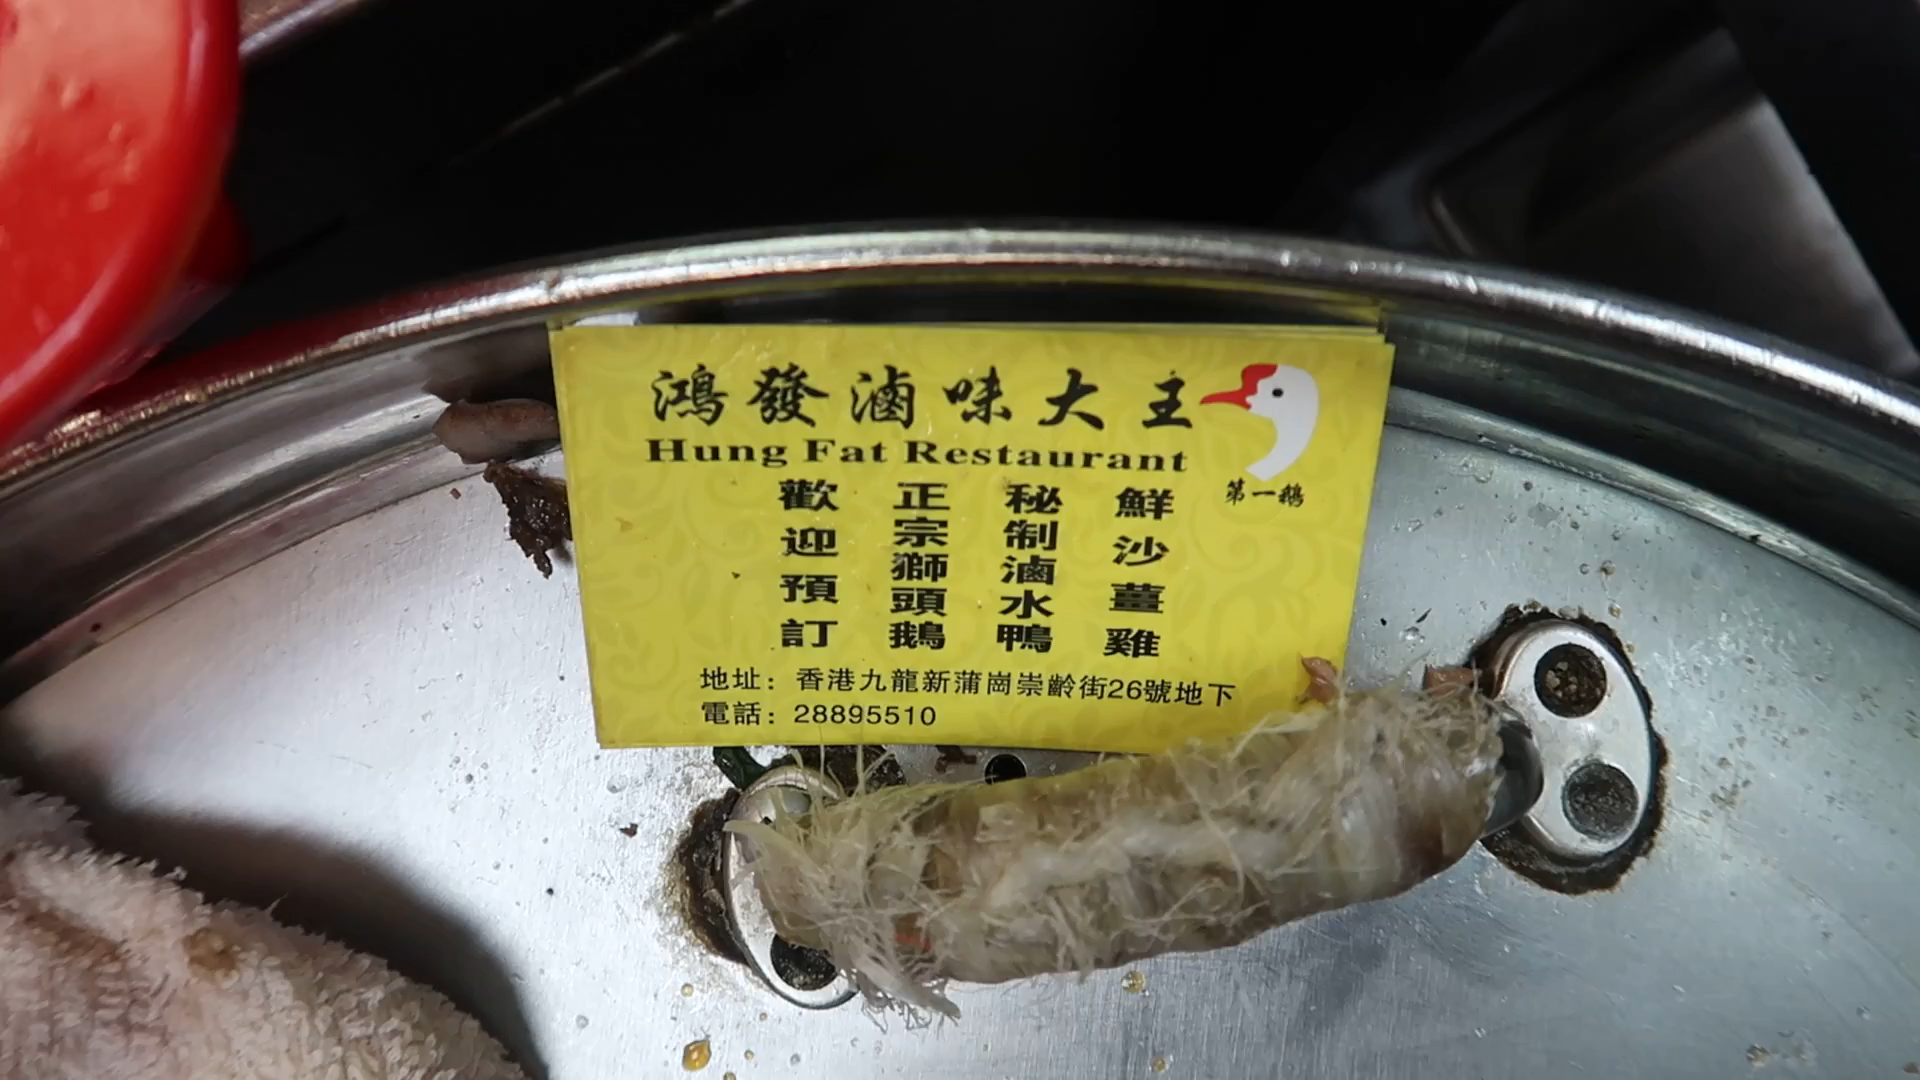 鴻發滷味大王
Hung Fat Restaurant
第一鵝
鮮沙薑雞
秘制滷水鴨
正宗獅頭鵝
歡迎預訂
地址：香港九龍新蒲崗崇齡街26號地下
電話：28895510